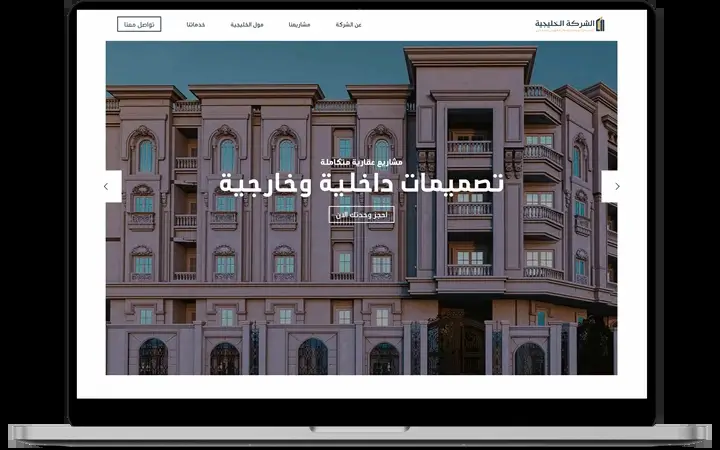 الشركة الخليجية
عن الشركة
مشاريعنا
مول الخليجية
خدماتنا
تواصل معنا
مشاريع عقارية متكاملة
تصميمات داخلية وخارجية
احجز وحدتك الان